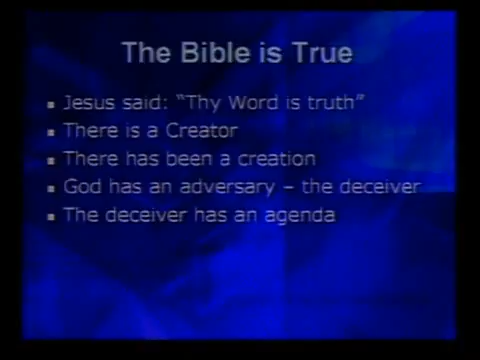 The Bible is True
Jesus said: “Thy Word is truth”
There is a Creator
There has been a creation
God has an adversary – the deceiver
The deceiver has an agenda